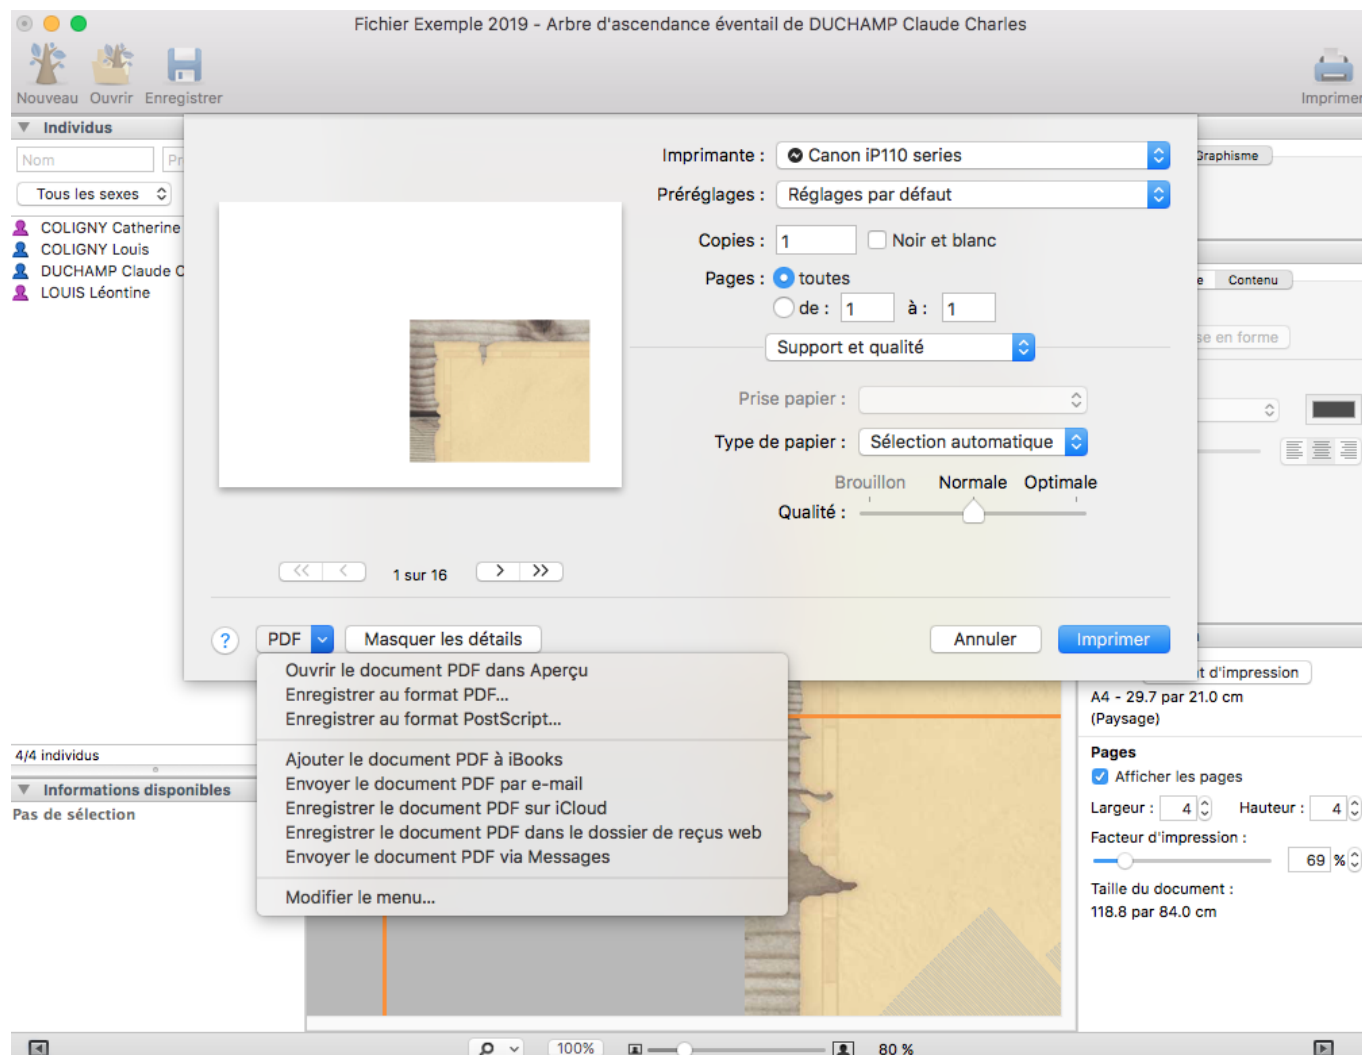 Fichier Exemple 2019 - Arbre d'ascendance éventail de DUCHAMP Claude Charles
Nouveau Ouvrir Enregistrer
Imprimer
Individus
Nom
Tous les sexes
COLIGNY Catherine
COLIGNY Louis
DUCHAMP Claude C
LOUIS Léontine
4/4 individus
Informations disponibles
Pas de sélection
Imprimante : Canon iP110 series
Préréglages : Réglages par défaut
Copies : 1 Noir et blanc
Pages : toutes
de : 1 à : 1
Support et qualité
Prise papier :
Type de papier : Sélection automatique
Brouillon Normale Optimale
Qualité :
<< < 1 sur 16 > >>
? PDF Masquer les détails Annuler Imprimer
Ouvrir le document PDF dans Aperçu
Enregistrer au format PDF...
Enregistrer au format PostScript...
Ajouter le document PDF à iBooks
Envoyer le document PDF par e-mail
Enregistrer le document PDF sur iCloud
Enregistrer le document PDF dans le dossier de reçus web
Envoyer le document PDF via Messages
Modifier le menu...
Graphisme
Contenu
se en forme
t d'impression
A4 - 29.7 par 21.0 cm
(Paysage)
Pages
Afficher les pages
Largeur : 4 Hauteur : 4
Facteur d'impression :
69 %
Taille du document :
118.8 par 84.0 cm
100% 80 %